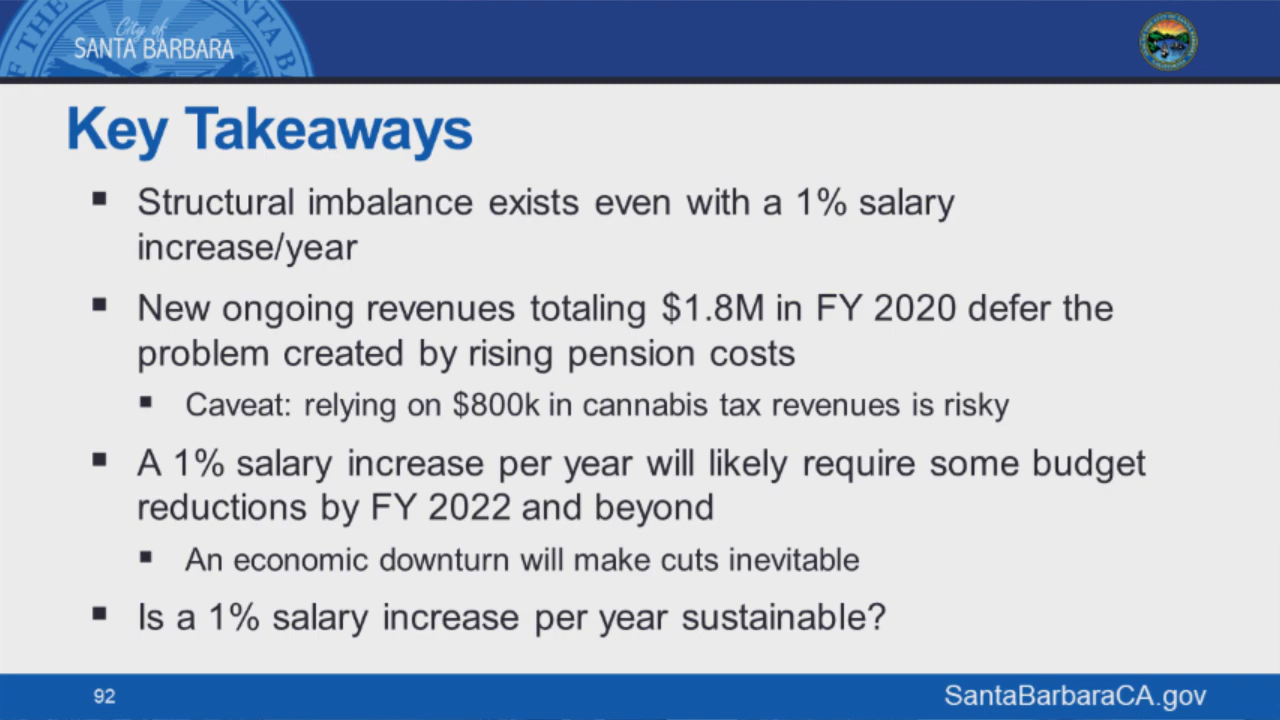 City of
SANTA BARBARA
Key Takeaways
▪ Structural imbalance exists even with a 1% salary
increase/year
▪ New ongoing revenues totaling $1.8M in FY 2020 defer the
problem created by rising pension costs
▪ Caveat: relying on $800k in cannabis tax revenues is risky
▪ A 1% salary increase per year will likely require some budget
reductions by FY 2022 and beyond
▪ An economic downturn will make cuts inevitable
▪ Is a 1% salary increase per year sustainable?
92
SantaBarbaraCA.gov